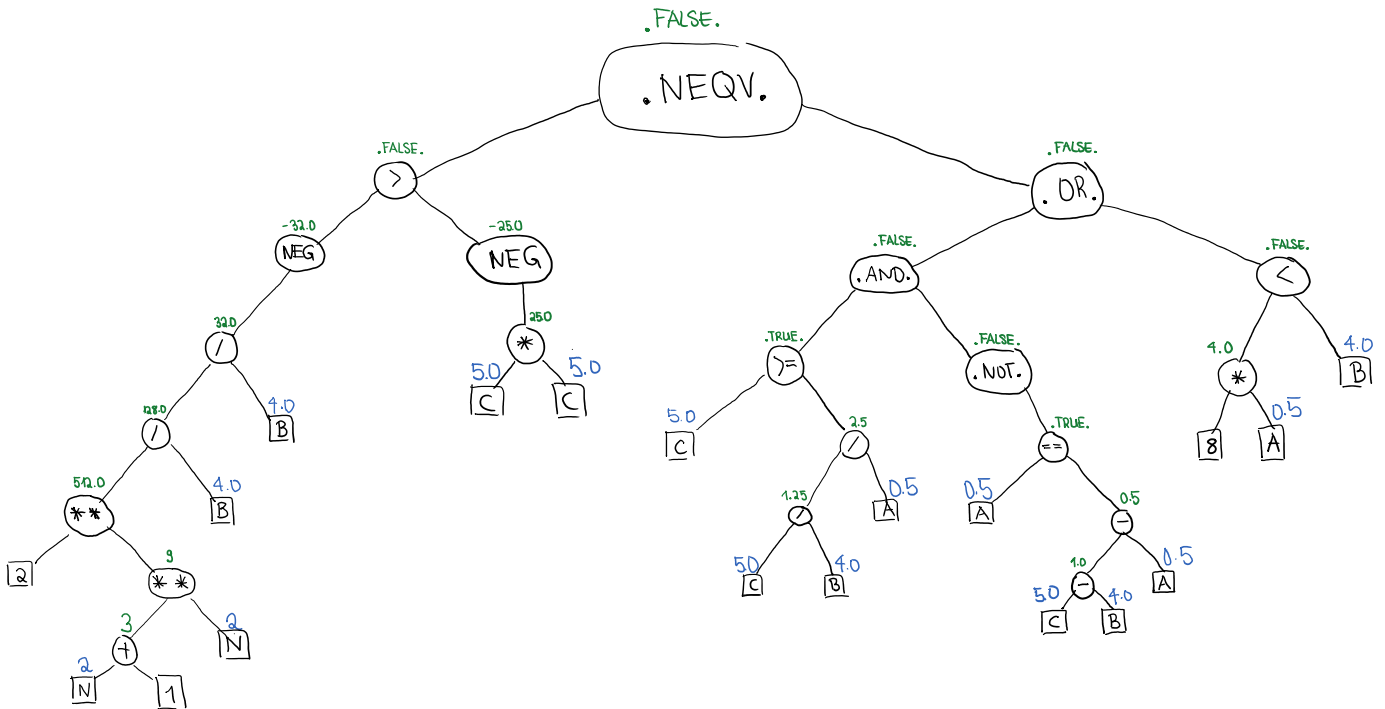 .FALSE.
.NEQV.
.FALSE. .FALSE.
> .OR.
-32.0 -25.0 .FALSE. .FALSE.
NEG NEG .AND. <
32.0 25.0 .TRUE. .FALSE. 4.0 4.0
/ * >= .NOT. * B
5.0 5.0
C C
128.0 4.0 5.0 2.5 .TRUE. 0.5
/ B C / == 8 A
512.0 4.0 1.25 0.5 0.5 0.5
** B / A A -
9 5.0 4.0 1.0 0.5
2 ** C B - A
3 2 5.0 4.0
+ N C B
2
N 1